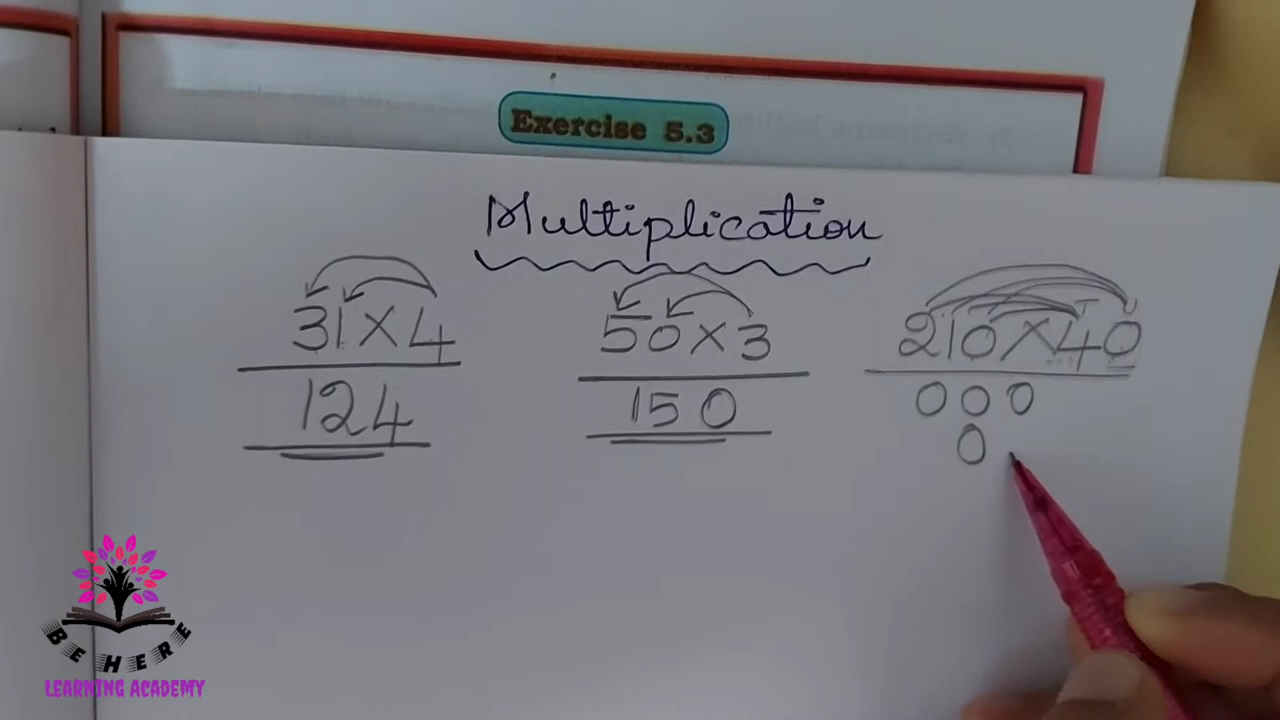 Exercise 5.3
Multiplication
31×4
124
50×3
150
210×40
000
0
BE HERE
LEARNING ACADEMY